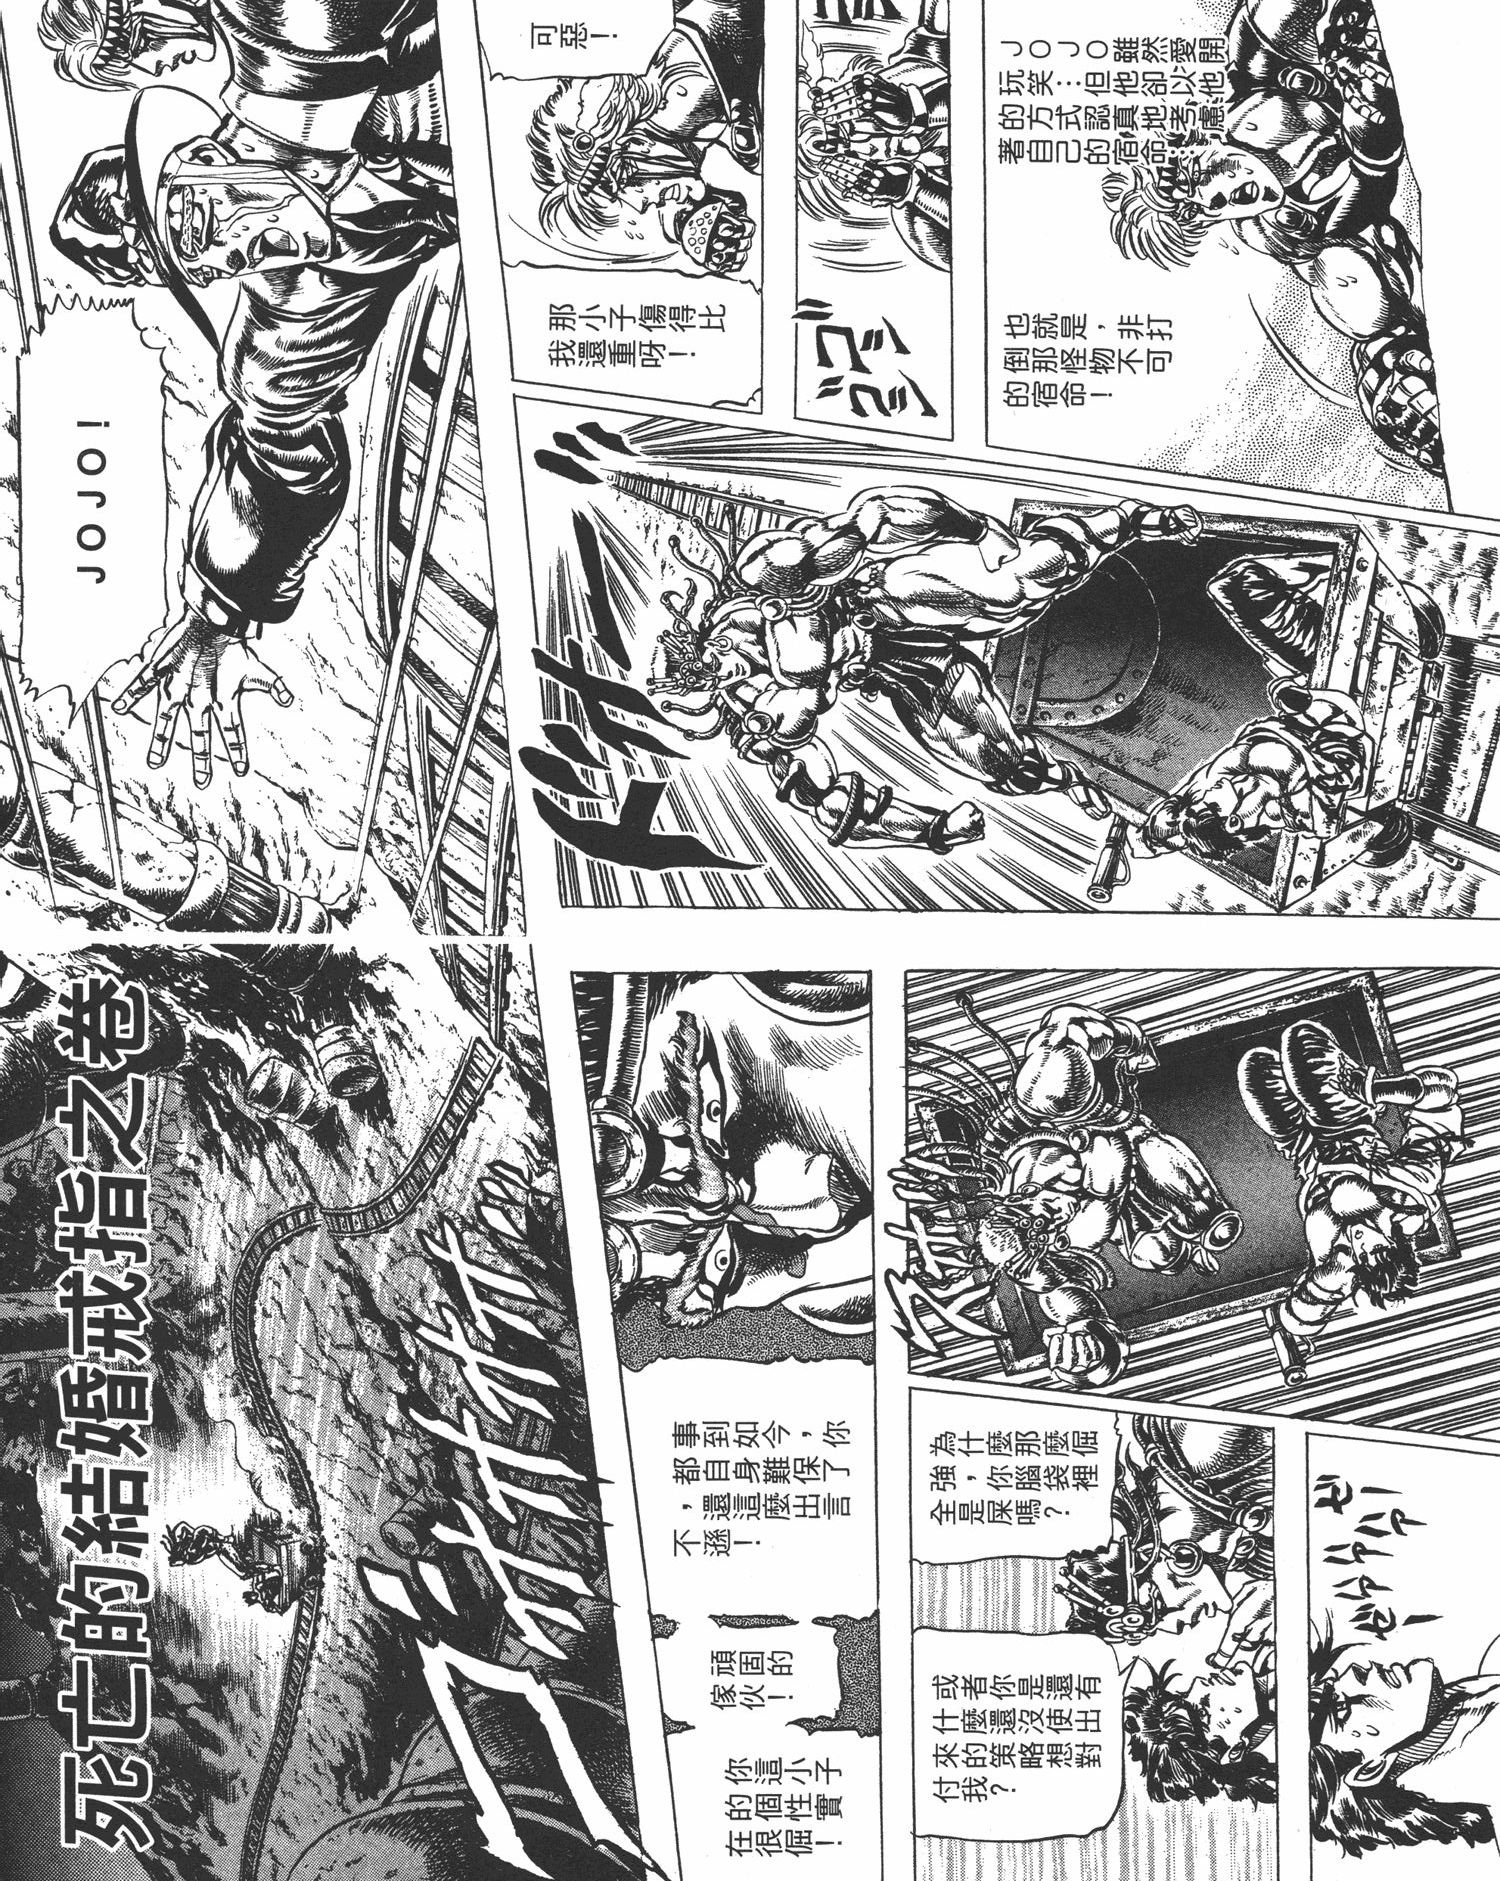 JOJO！
死亡的結婚戒指之卷
可惡！
那小子傷得比
我還重呀！
JOJO雖然愛開
玩笑…但他卻以他
的方式認真地考慮
著自己的宿命…
也就是，非打
倒那怪物不可
的宿命！
事到如今，你
都自身難保了
，還這麼出言
不遜！
頑固的
傢伙！
你這小子
的個性實
在很倔！
為什麼那麼倔
強，你腦袋裡
全是屎嗎？
或者你是還有
什麼還沒使出
來的策略想對
付我？